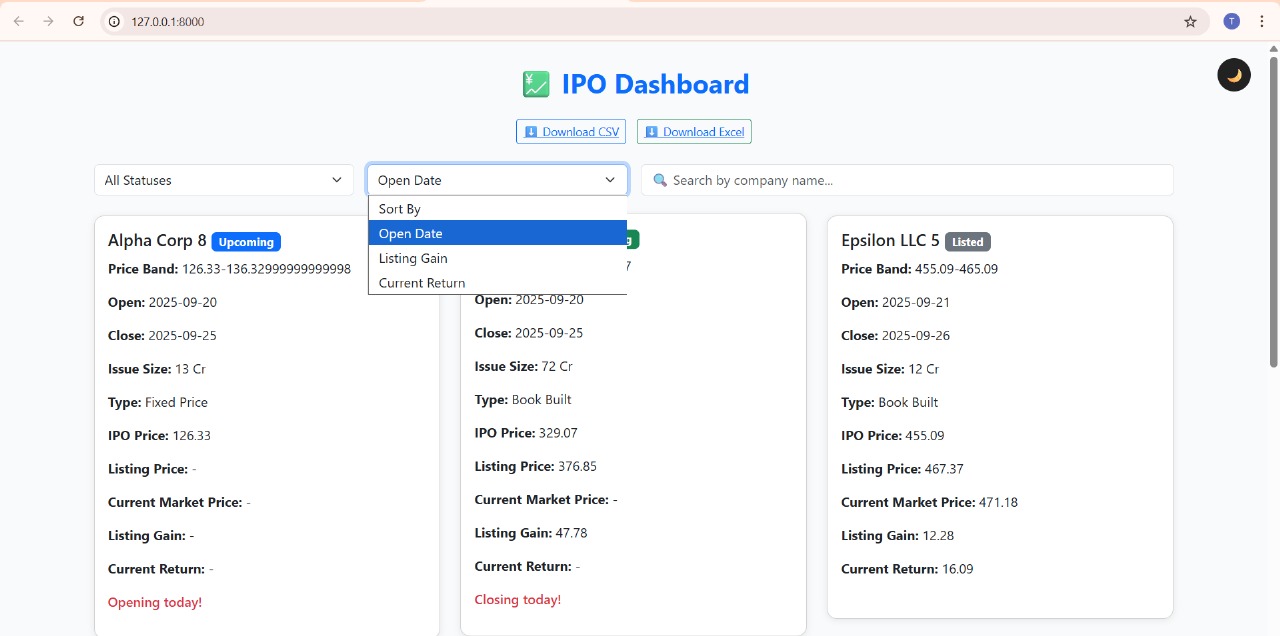 127.0.0.1:8000
T
IPO Dashboard
Download CSV
Download Excel
All Statuses
Open Date
Search by company name...
Sort By
Open Date
Listing Gain
Current Return
Alpha Corp 8 Upcoming
Price Band: 126.33-136.32999999999998
Open: 2025-09-20
Close: 2025-09-25
Issue Size: 13 Cr
Type: Fixed Price
IPO Price: 126.33
Listing Price: -
Current Market Price: -
Listing Gain: -
Current Return: -
Opening today!
g
7
Open: 2025-09-20
Close: 2025-09-25
Issue Size: 72 Cr
Type: Book Built
IPO Price: 329.07
Listing Price: 376.85
Current Market Price: -
Listing Gain: 47.78
Current Return: -
Closing today!
Epsilon LLC 5 Listed
Price Band: 455.09-465.09
Open: 2025-09-21
Close: 2025-09-26
Issue Size: 12 Cr
Type: Book Built
IPO Price: 455.09
Listing Price: 467.37
Current Market Price: 471.18
Listing Gain: 12.28
Current Return: 16.09